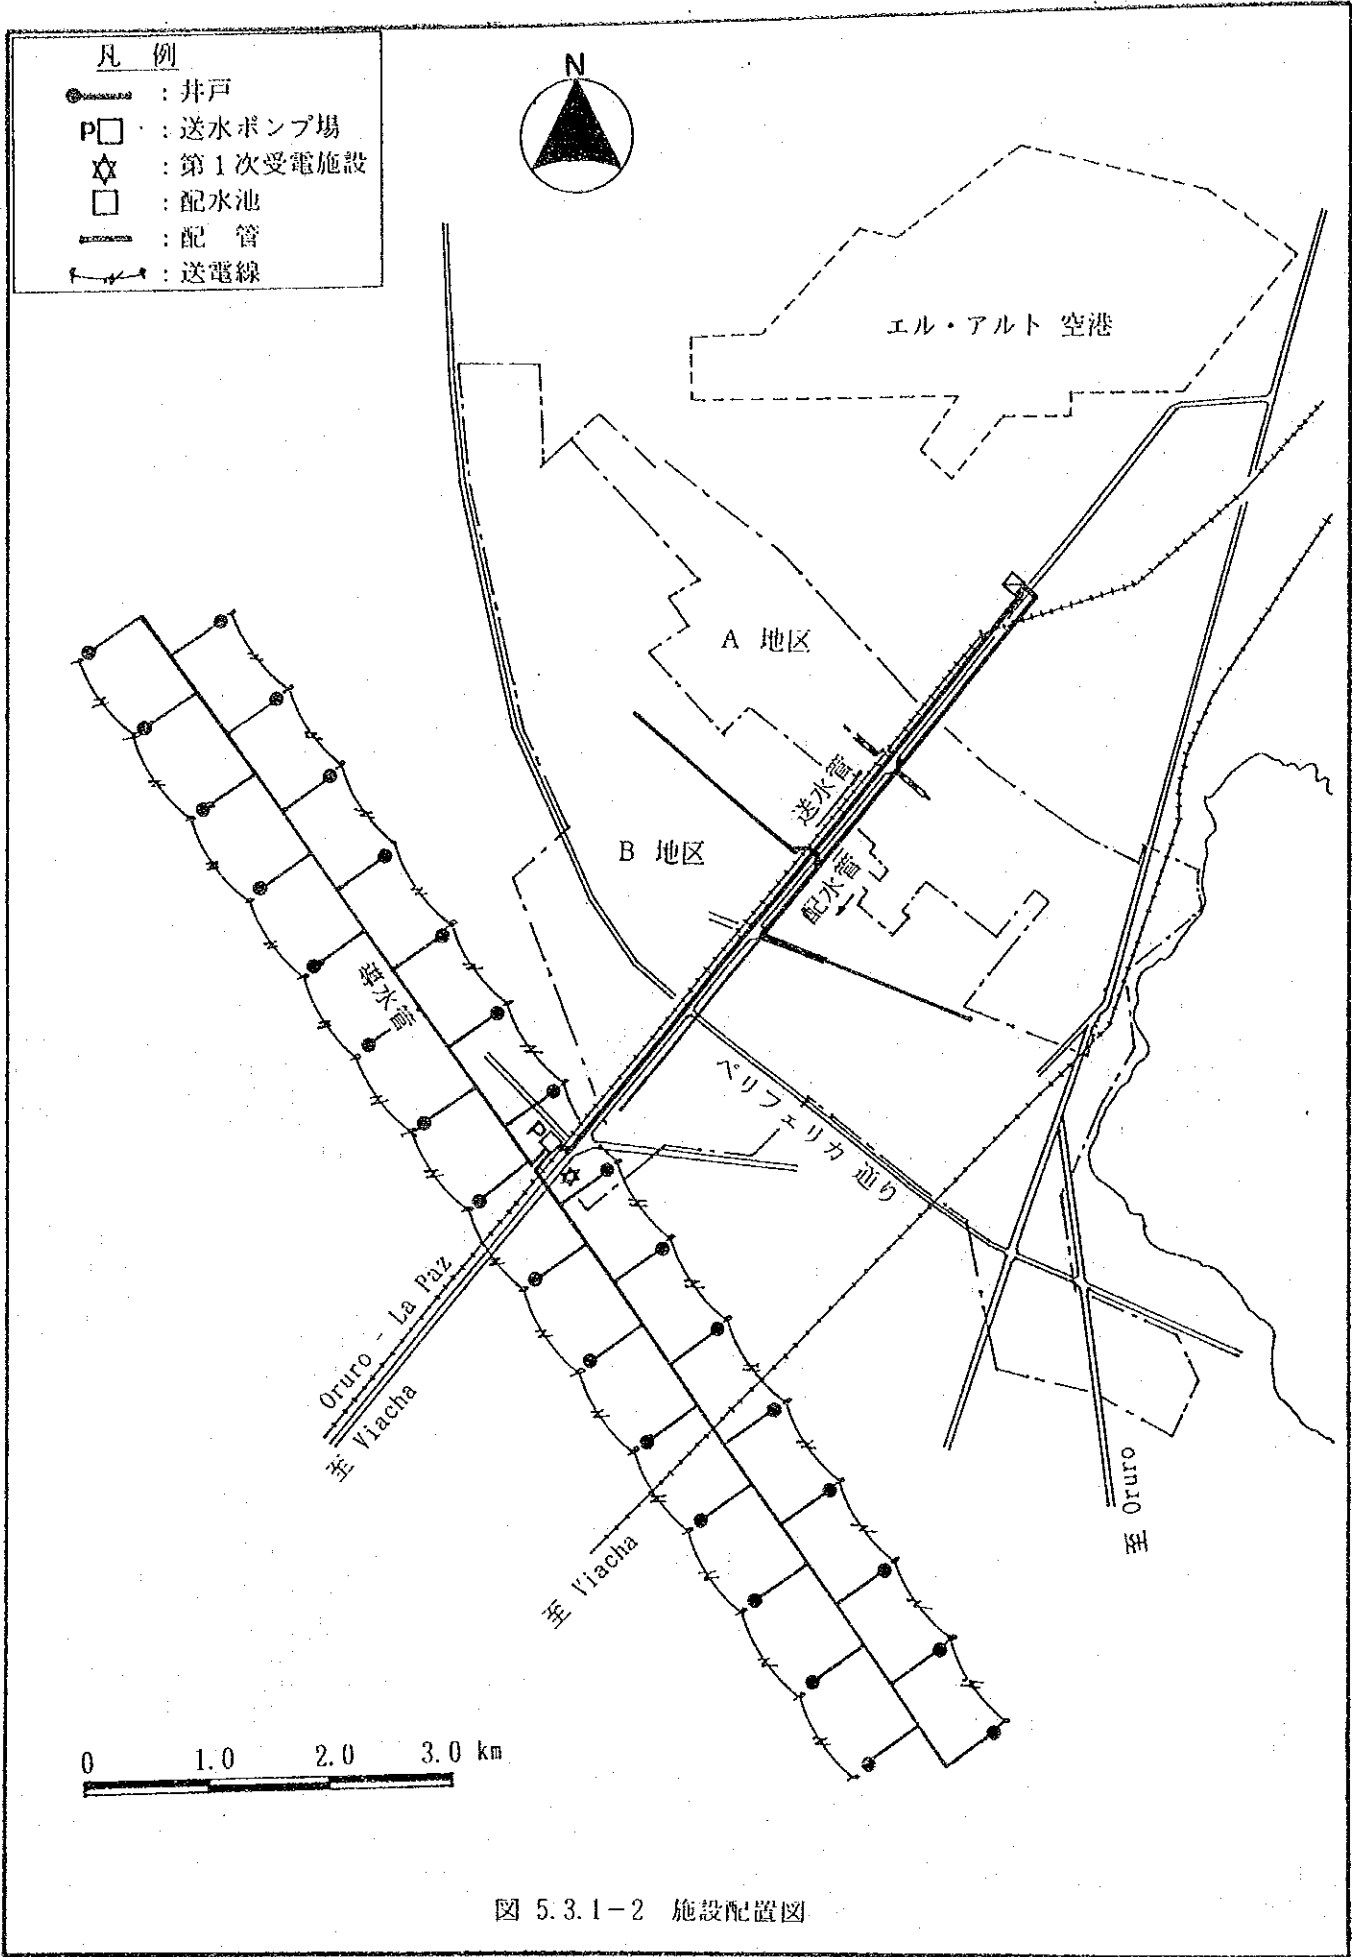 凡 例
: 井戸
P : 送水ポンプ場
: 第1次受電施設
: 配水池
: 配 管
: 送電線
N
エル・アルト 空港
A 地区
B 地区
送水管
配水管
導水管
P
ペリフェリカ 通り
Oruro - La Paz
至 Viacha
至 Viacha
至 Oruro
0 1.0 2.0 3.0 km
図 5.3.1-2 施設配置図